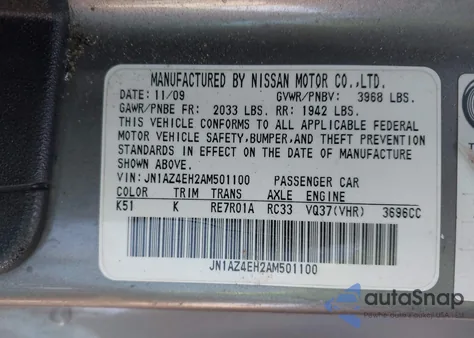 MANUFACTURED BY NISSAN MOTOR CO.,LTD.
DATE: 11/09 GVWR/PNBV: 3968 LBS.
GAWR/PNBE FR: 2033 LBS. RR: 1942 LBS.
THIS VEHICLE CONFORMS TO ALL APPLICABLE FEDERAL
MOTOR VEHICLE SAFETY, BUMPER, AND THEFT PREVENTION
STANDARDS IN EFFECT ON THE DATE OF MANUFACTURE
SHOWN ABOVE.
VIN: JN1AZ4EH2AM501100 PASSENGER CAR
COLOR TRIM TRANS AXLE ENGINE
K51 K RE7R01A RC33 VQ37(VHR) 3696CC
JN1AZ4EH2AM501100
autoSnap